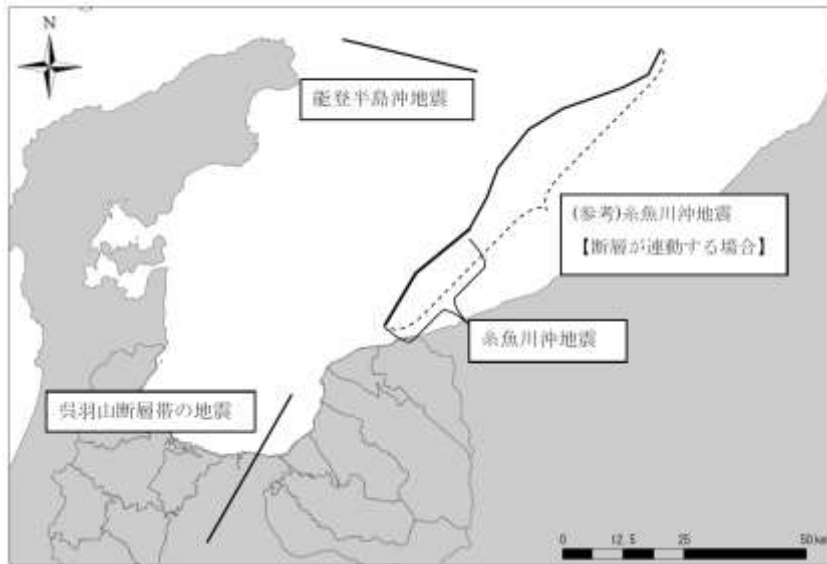 N
能登半島沖地震
(参考)糸魚川沖地震
【断層が連動する場合】
糸魚川沖地震
呉羽山断層帯の地震
0 12.5 25 50 km